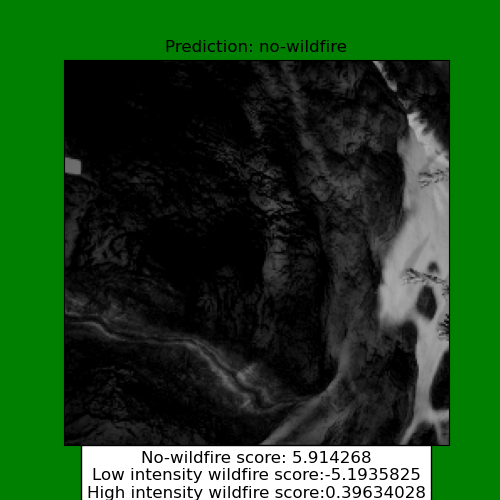 Prediction: no-wildfire
No-wildfire score: 5.914268
Low intensity wildfire score:-5.1935825
High intensity wildfire score:0.39634028